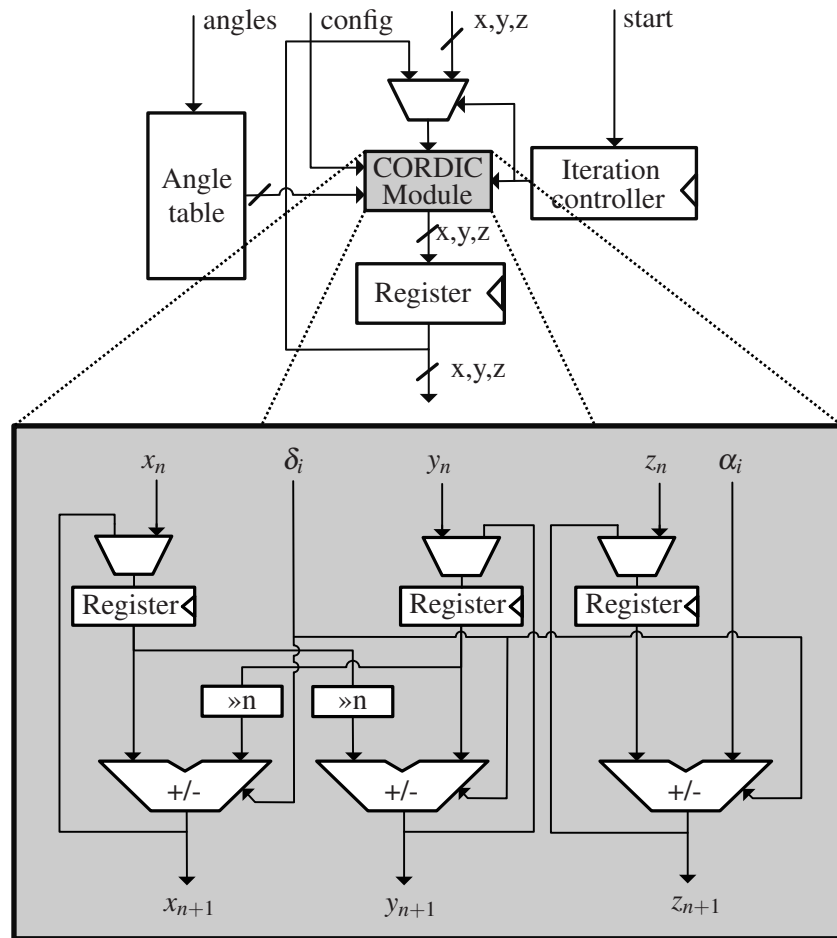 angles
config
x,y,z
start
Angle
table
CORDIC
Module
Iteration
controller
x,y,z
Register
x,y,z
xₙ
δᵢ
yₙ
zₙ
αᵢ
Register
Register
Register
»n
»n
+/-
+/-
+/-
xₙ₊₁
yₙ₊₁
zₙ₊₁